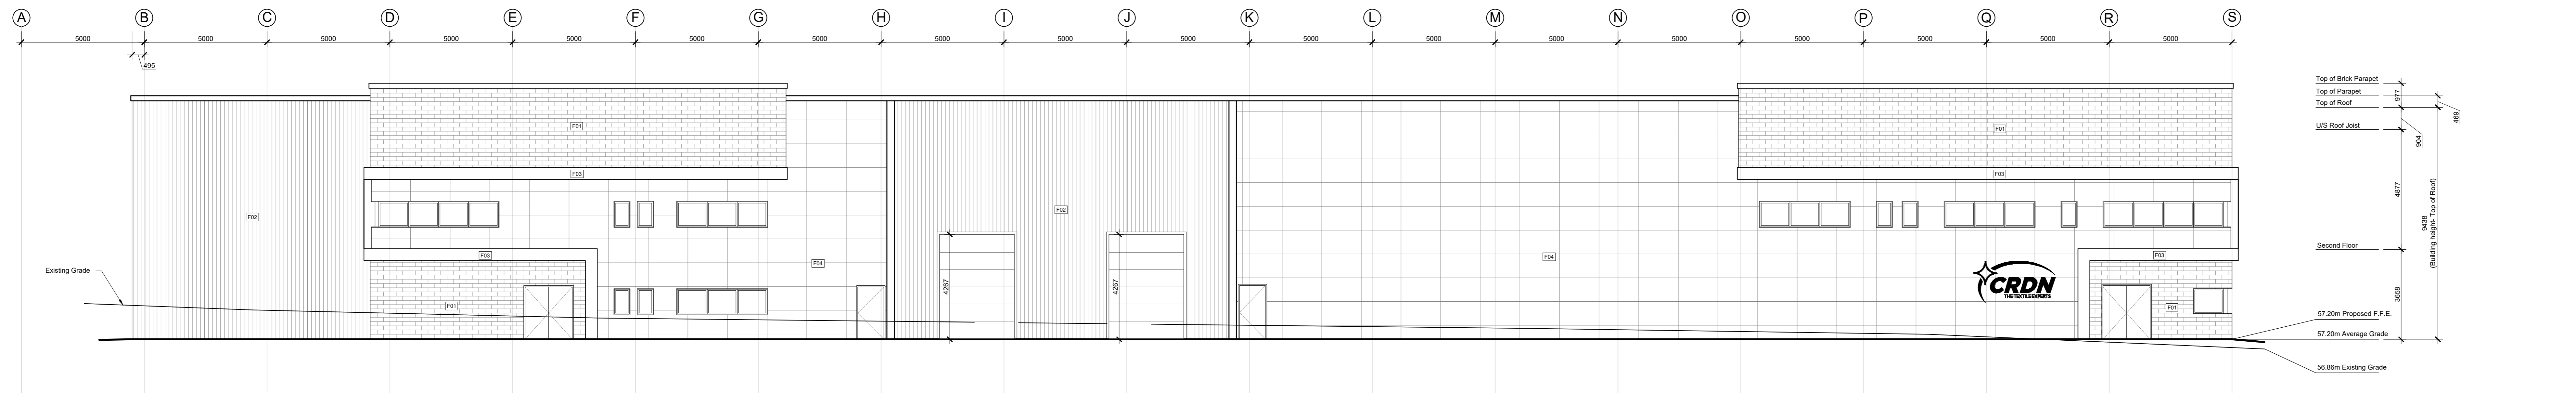 A B C D E F G H I J K L M N O P Q R S
5000 5000 5000 5000 5000 5000 5000 5000 5000 5000 5000 5000 5000 5000 5000 5000 5000 5000
495
Top of Brick Parapet
Top of Parapet
Top of Roof
U/S Roof Joist
977
469
904
F01
F01
F03
F03
F02
F02
4877
9438
(Building height- Top of Roof)
Second Floor
F03
F03
F04
F04
Existing Grade
CRDN
THE TEXTILE EXPERTS
4267
4267
3658
F01
F01
57.20m Proposed F.F.E.
57.20m Average Grade
56.86m Existing Grade